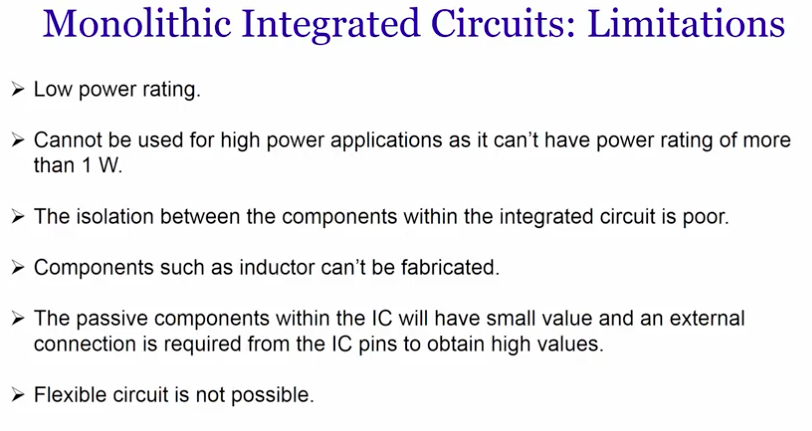 Monolithic Integrated Circuits: Limitations
➢ Low power rating.
➢ Cannot be used for high power applications as it can't have power rating of more
than 1 W.
➢ The isolation between the components within the integrated circuit is poor.
➢ Components such as inductor can't be fabricated.
➢ The passive components within the IC will have small value and an external
connection is required from the IC pins to obtain high values.
➢ Flexible circuit is not possible.